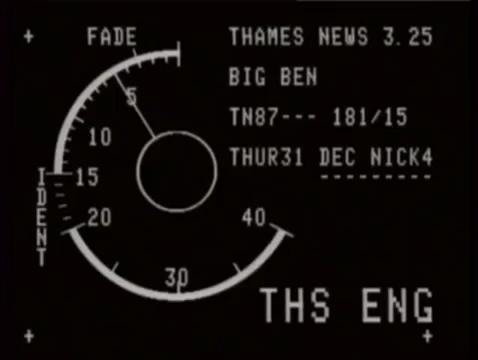 FADE
THAMES NEWS 3.25
BIG BEN
TN87--- 181/15
THUR31 DEC NICK4
5
10
15
20
30
40
IDENT
THS ENG